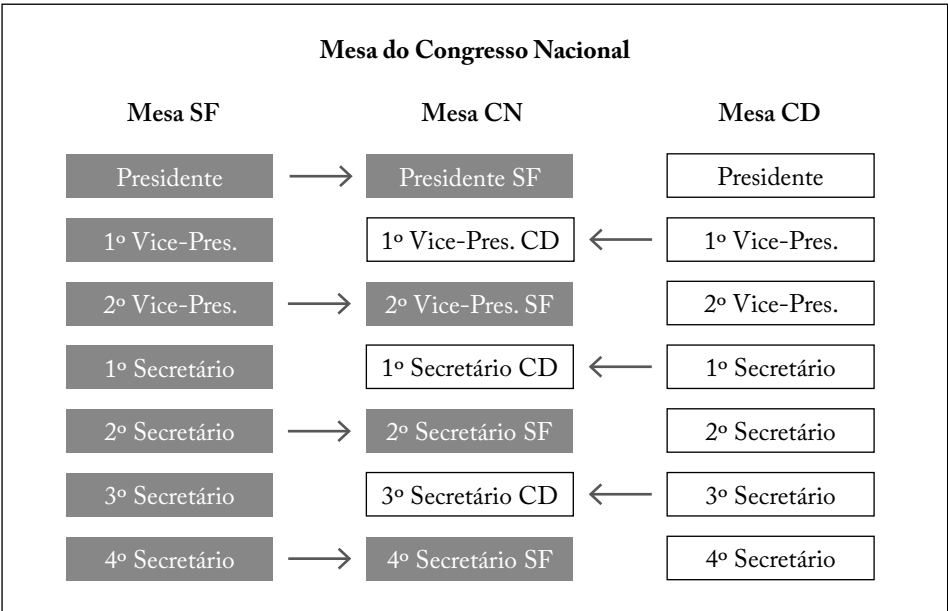 Mesa do Congresso Nacional
Mesa SF Mesa CN Mesa CD
Presidente Presidente SF Presidente
1º Vice-Pres. 1º Vice-Pres. CD 1º Vice-Pres.
2º Vice-Pres. 2º Vice-Pres. SF 2º Vice-Pres.
1º Secretário 1º Secretário CD 1º Secretário
2º Secretário 2º Secretário SF 2º Secretário
3º Secretário 3º Secretário CD 3º Secretário
4º Secretário 4º Secretário SF 4º Secretário